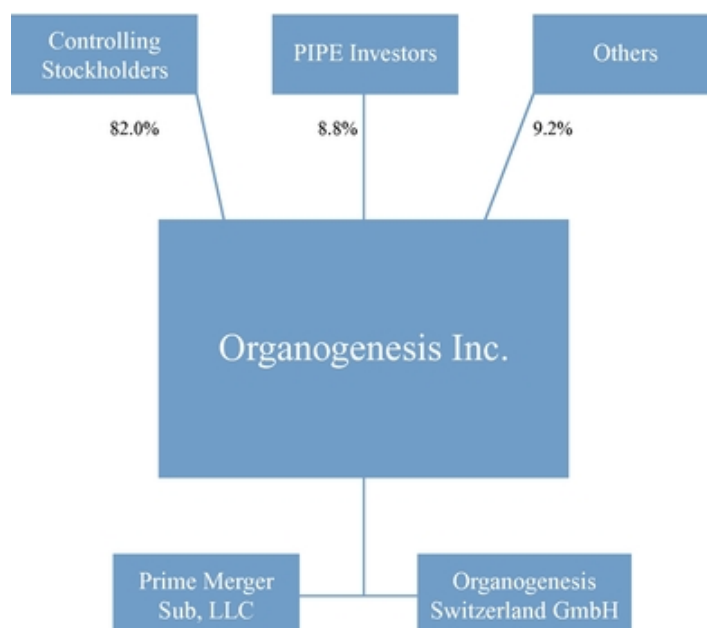 Controlling
Stockholders
PIPE Investors
Others
82.0%
8.8%
9.2%
Organogenesis Inc.
Prime Merger
Sub, LLC
Organogenesis
Switzerland GmbH